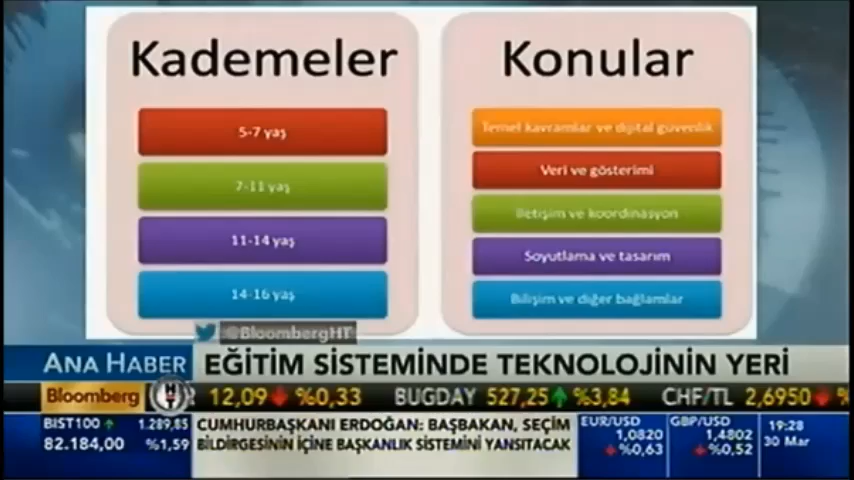 Kademeler
5-7 yaş
7-11 yaş
11-14 yaş
14-16 yaş
Konular
Temel kavramlar ve dijital güvenlik
Veri ve gösterimi
İletişim ve koordinasyon
Soyutlama ve tasarım
Bilişim ve diğer bağlamlar
@BloombergHT
ANA HABER
EĞİTİM SİSTEMİNDE TEKNOLOJİNİN YERİ
Bloomberg HT
12,09 %0,33 BUGDAY 527,25 %3,84 CHF/TL 2,6950 %
BIST100 1.289,85
82.184,00 %1,59
CUMHURBAŞKANI ERDOĞAN: BAŞBAKAN, SEÇİM
BİLDİRGESİNİN İÇİNE BAŞKANLIK SİSTEMİNİ YANSITACAK
EUR/USD
1,0820
%0,63
GBP/USD
1,4802
%0,52
19:28
30 Mar